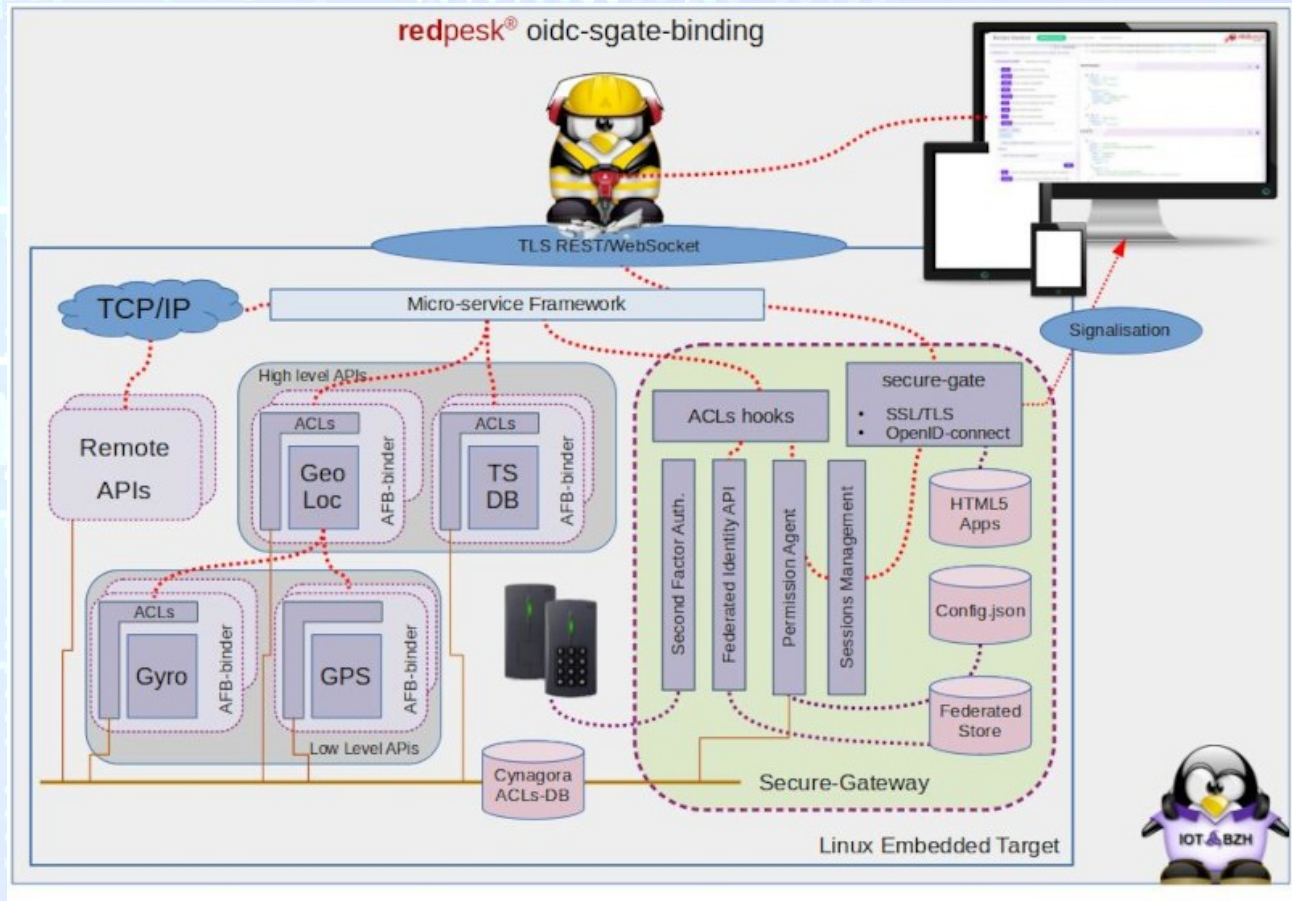 redpesk® oidc-sgate-binding
TLS REST/WebSocket
TCP/IP
Micro-service Framework
Signalisation
High level APIs
secure-gate
• SSL/TLS
• OpenID-connect
ACLs hooks
Remote
APIs
ACLs
Geo
Loc
AFB-binder
ACLs
TS
DB
AFB-binder
Second Factor Auth.
Federated Identity API
Permission Agent
Sessions Management
HTML5
Apps
Config.json
Federated
Store
ACLs
Gyro
AFB-binder
GPS
AFB-binder
Low Level APis
Cynagora
ACLs-DB
Secure-Gateway
Linux Embedded Target
IOT BZH